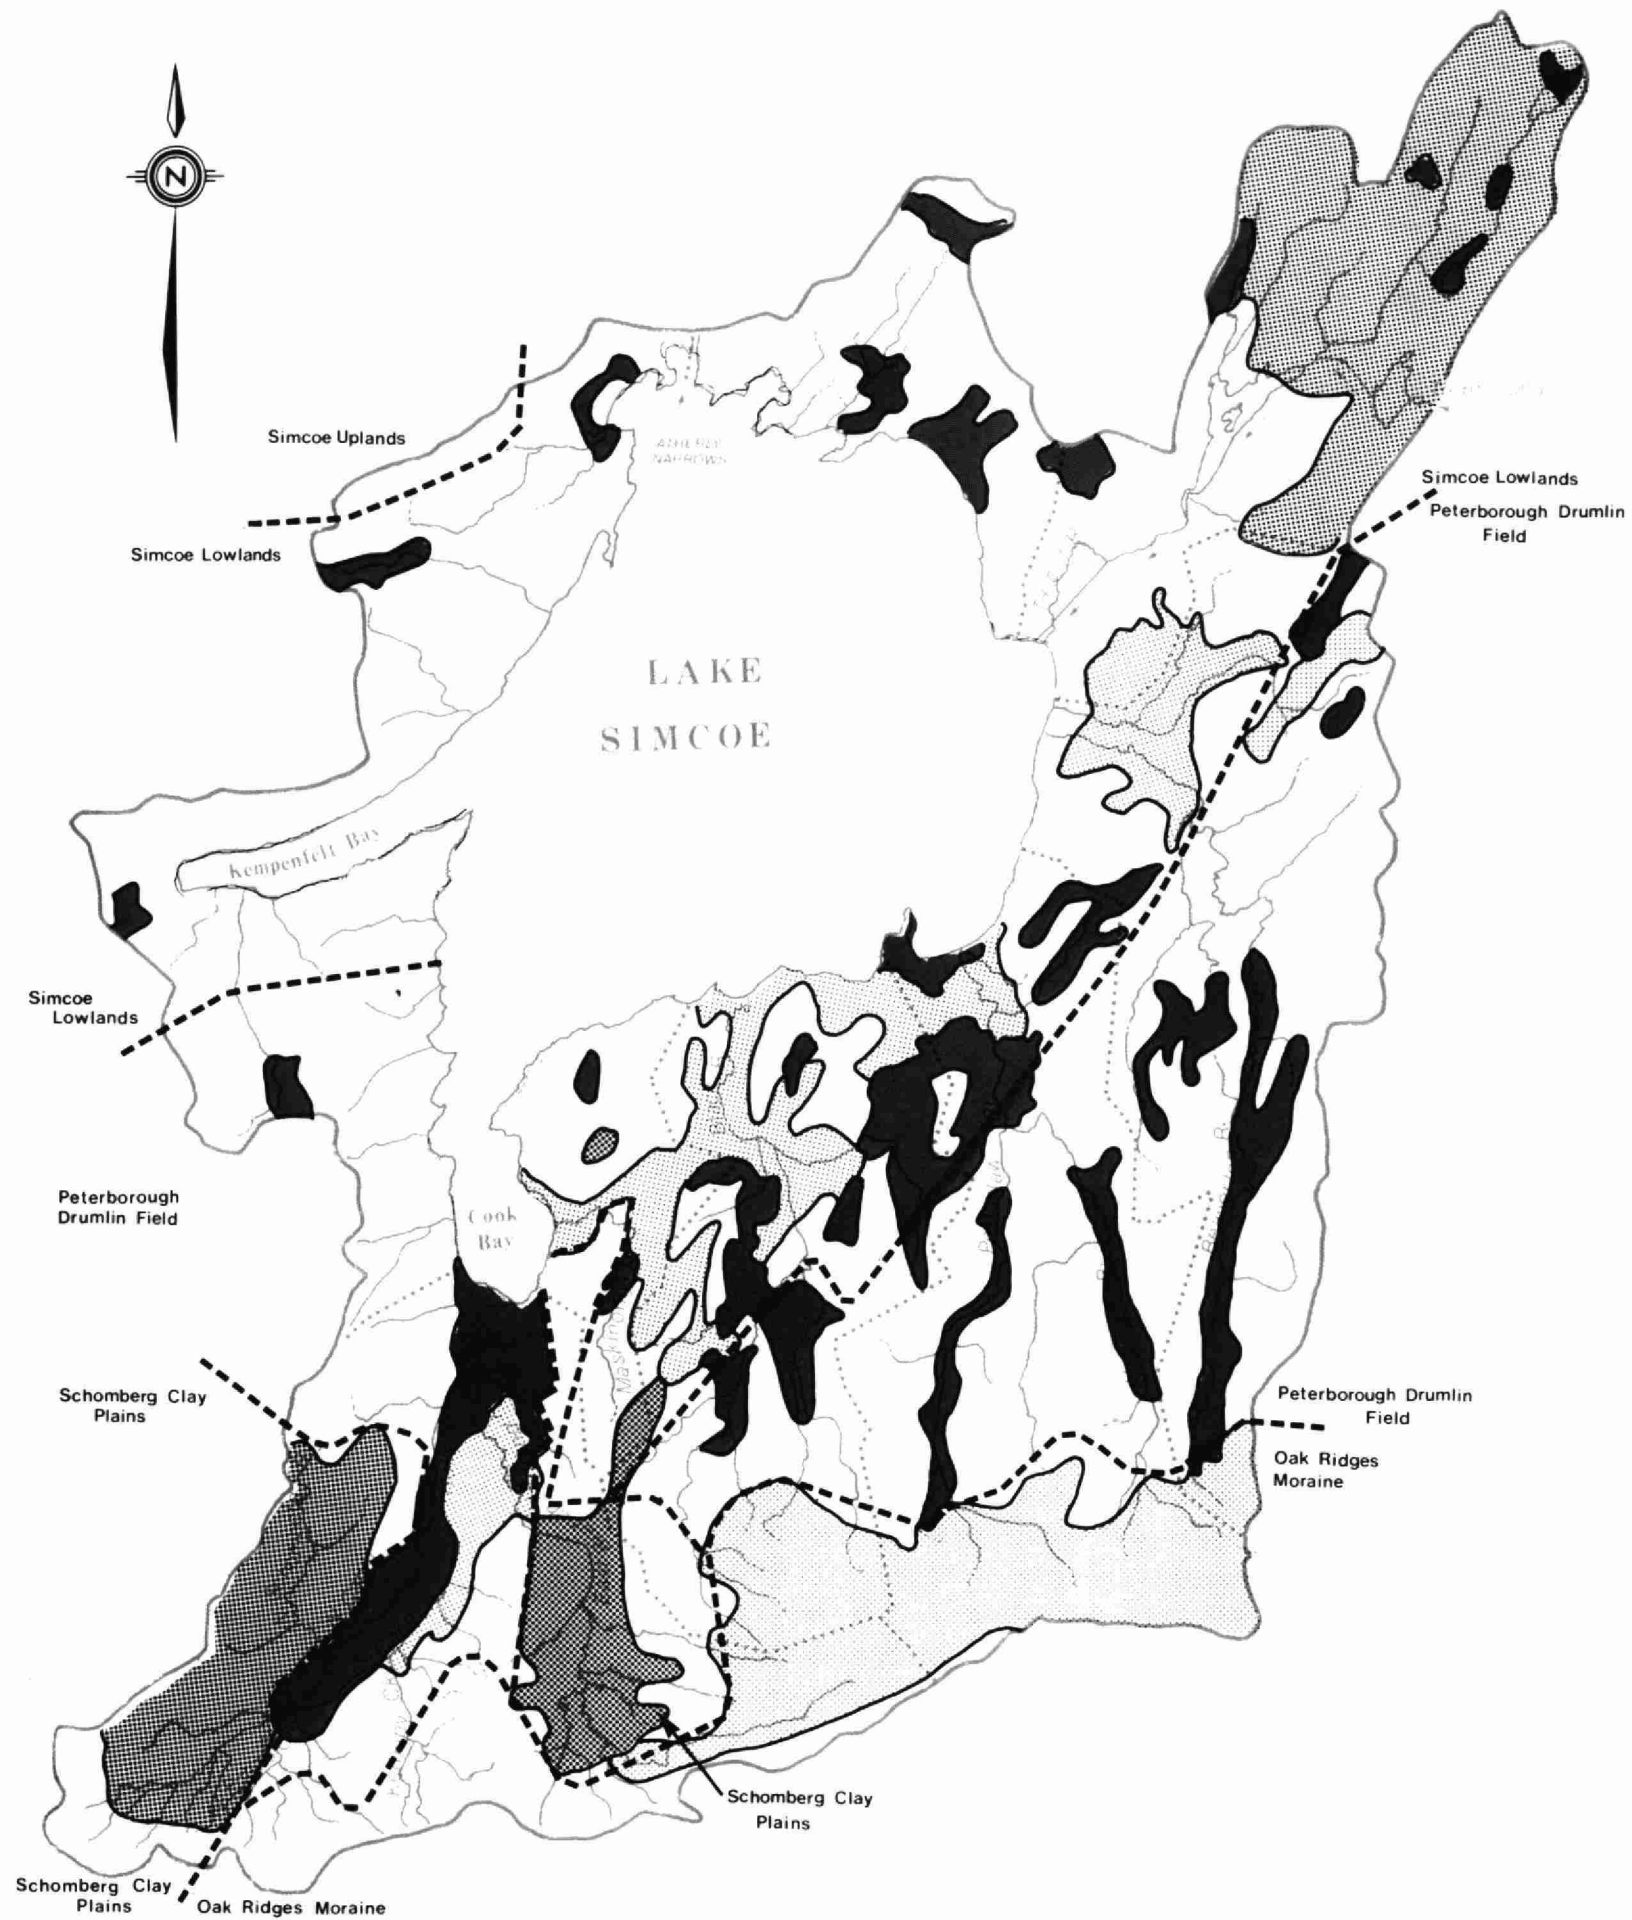 N
Simcoe Uplands
ATHERLEY
NARROWS
Simcoe Lowlands
Peterborough Drumlin
Field
Simcoe Lowlands
LAKE
SIMCOE
Kempenfelt Bay
Simcoe
Lowlands
Peterborough
Drumlin Field
Cook
Bay
Schomberg Clay
Plains
Peterborough Drumlin
Field
Oak Ridges
Moraine
Schomberg Clay
Plains
Schomberg Clay
Plains
Oak Ridges Moraine